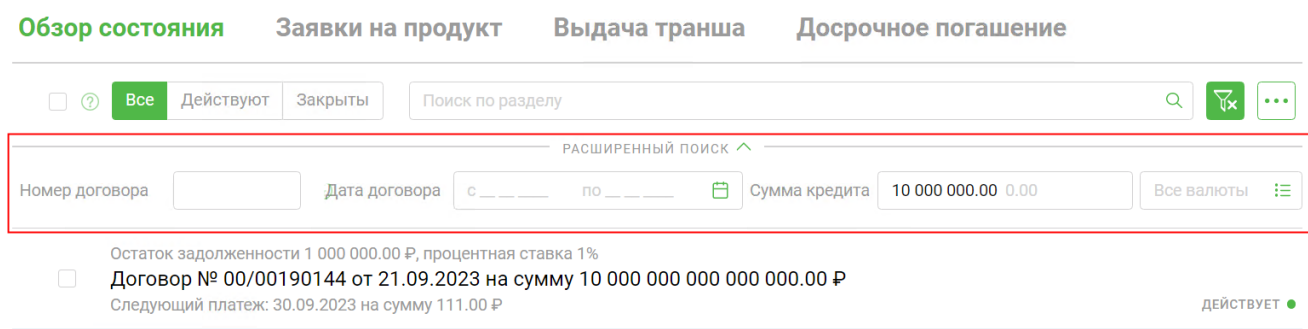 Обзор состояния Заявки на продукт Выдача транша Досрочное погашение
? Все Действуют Закрыты Поиск по разделу
РАСШИРЕННЫЙ ПОИСК
Номер договора Дата договора с __ __ ____ по __ __ ____ Сумма кредита 10 000 000.00 0.00 Все валюты
Остаток задолженности 1 000 000.00 ₽, процентная ставка 1%
Договор № 00/00190144 от 21.09.2023 на сумму 10 000 000 000 000 000.00 ₽
Следующий платеж: 30.09.2023 на сумму 111.00 ₽
ДЕЙСТВУЕТ